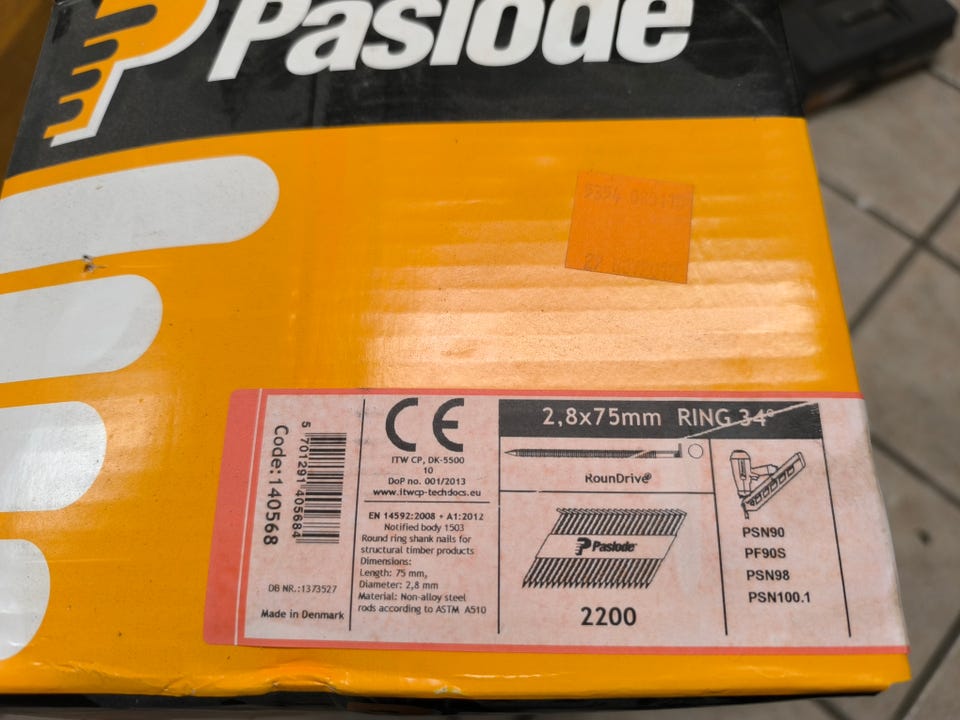 Paslode
2,8x75mm RING 34°
RounDrive®
Paslode
2200
PSN90
PF90S
PSN98
PSN100.1
CE
ITW CP, DK-5500
10
DoP no. 001/2013
www.itwcp-techdocs.eu
EN 14592:2008 + A1:2012
Notified body 1503
Round ring shank nails for
structural timber products
Dimensions:
Length: 75 mm,
Diameter: 2,8 mm
Material: Non-alloy steel
rods according to ASTM A510
Code:140568
5 701291 405684
DB NR.:1373527
Made in Denmark